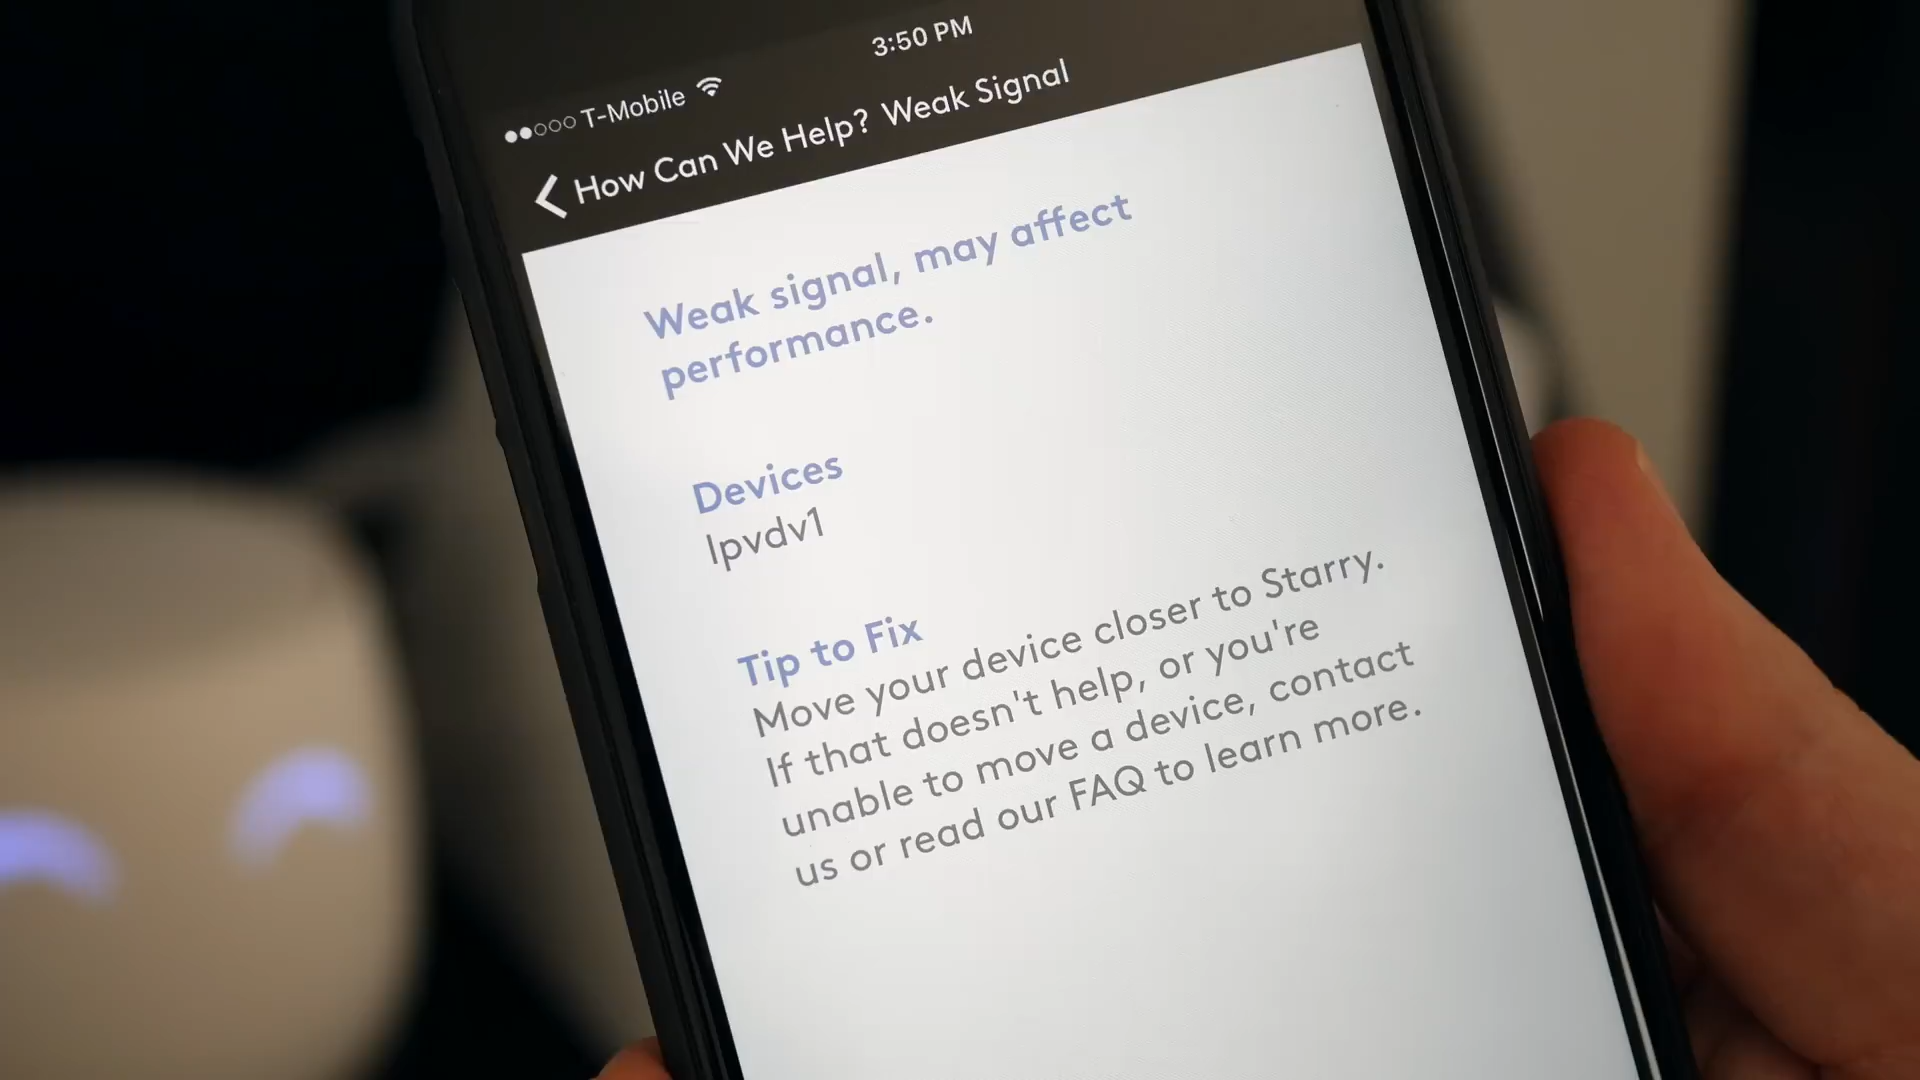 3:50 PM
T-Mobile
How Can We Help? Weak Signal
Weak signal, may affect
performance.
Devices
lpvdv1
Tip to Fix
Move your device closer to Starry.
If that doesn't help, or you're
unable to move a device, contact
us or read our FAQ to learn more.